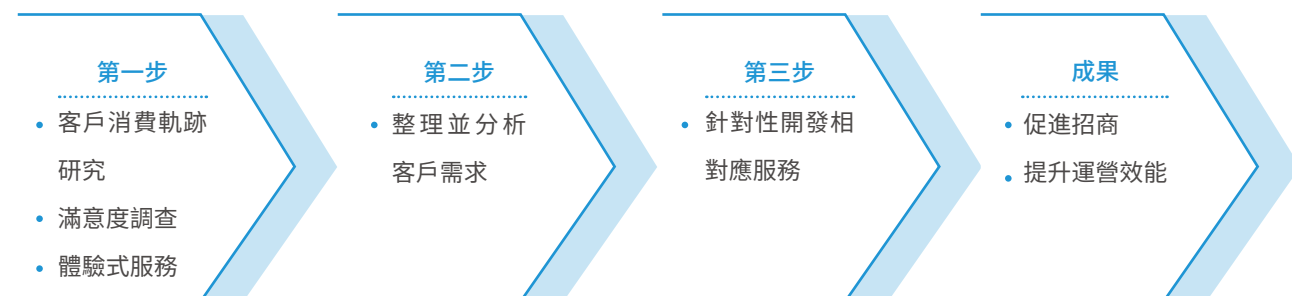 第一步
• 客戶消費軌跡
研究
• 滿意度調查
• 體驗式服務
第二步
• 整理並分析
客戶需求
第三步
• 針對性開發相
對應服務
成果
• 促進招商
• 提升運營效能